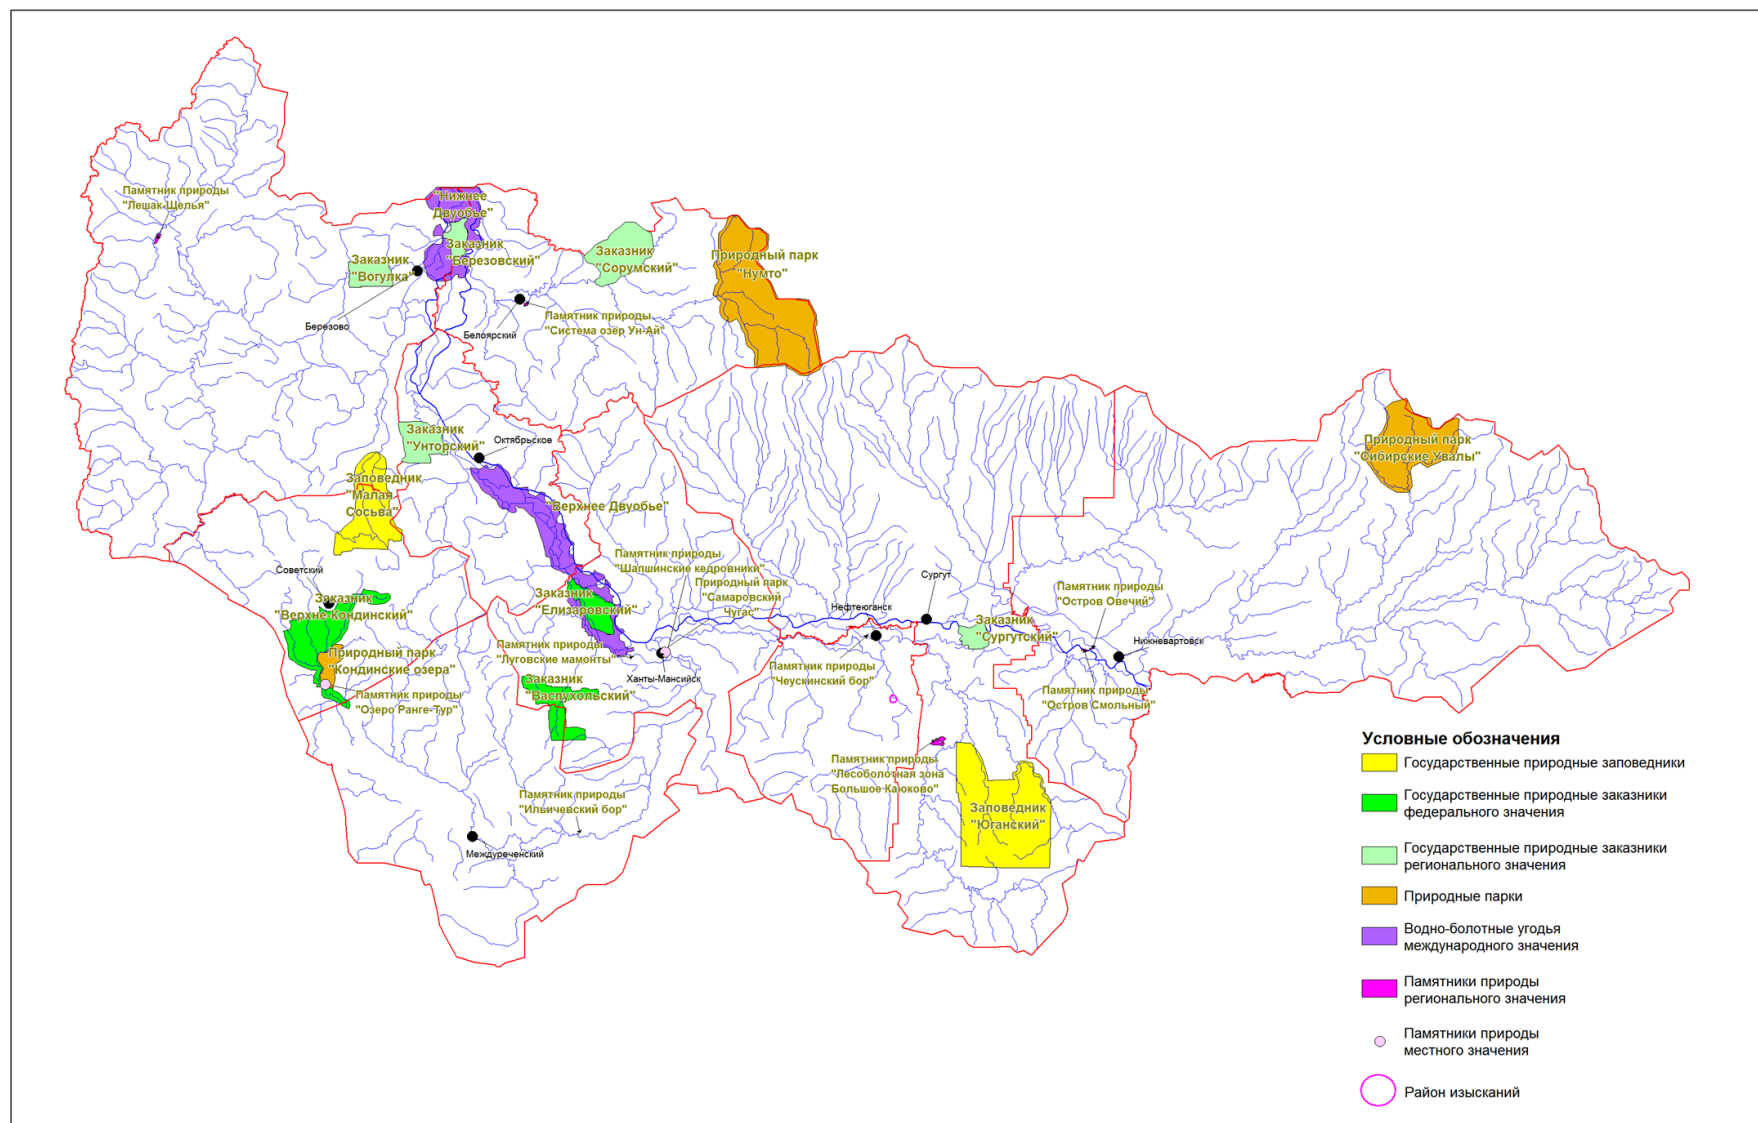 Памятник природы
"Лешак-Щелья"
"Нижнее
Двуобье"
Заказник
"Березовский"
Заказник
"Вогулка"
Березово
Заказник
"Сорумский"
Природный парк
"Нумто"
Белоярский
Памятник природы
"Система озёр Ун-Ай"
Заказник
"Унторский"
Октябрьское
Природный парк
"Сибирские Увалы"
Заповедник
"Малая
Сосьва"
"Верхнее Двуобье"
Памятник природы
"Шапшинские кедровники"
Природный парк
"Самаровский
Чугас"
Советский
Заказник
"Верхне-Кондинский"
Заказник
"Елизаровский"
Сургут
Нефтеюганск
Памятник природы
"Остров Овечий"
Заказник
"Сургутский"
Нижневартовск
Природный парк
"Кондинские озера"
Памятник природы
"Луговские мамонты"
Ханты-Мансийск
Памятник природы
"Чеускинский бор"
Памятник природы
"Остров Смольный"
Памятник природы
"Озеро Ранге-Тур"
Заказник
"Васпухольский"
Памятник природы
"Лесоболотная зона
Большое Каюково"
Памятник природы
"Ильичевский бор"
Заповедник
"Юганский"
Междуреченский
Условные обозначения
Государственные природные заповедники
Государственные природные заказники
федерального значения
Государственные природные заказники
регионального значения
Природные парки
Водно-болотные угодья
международного значения
Памятники природы
регионального значения
Памятники природы
местного значения
Район изысканий